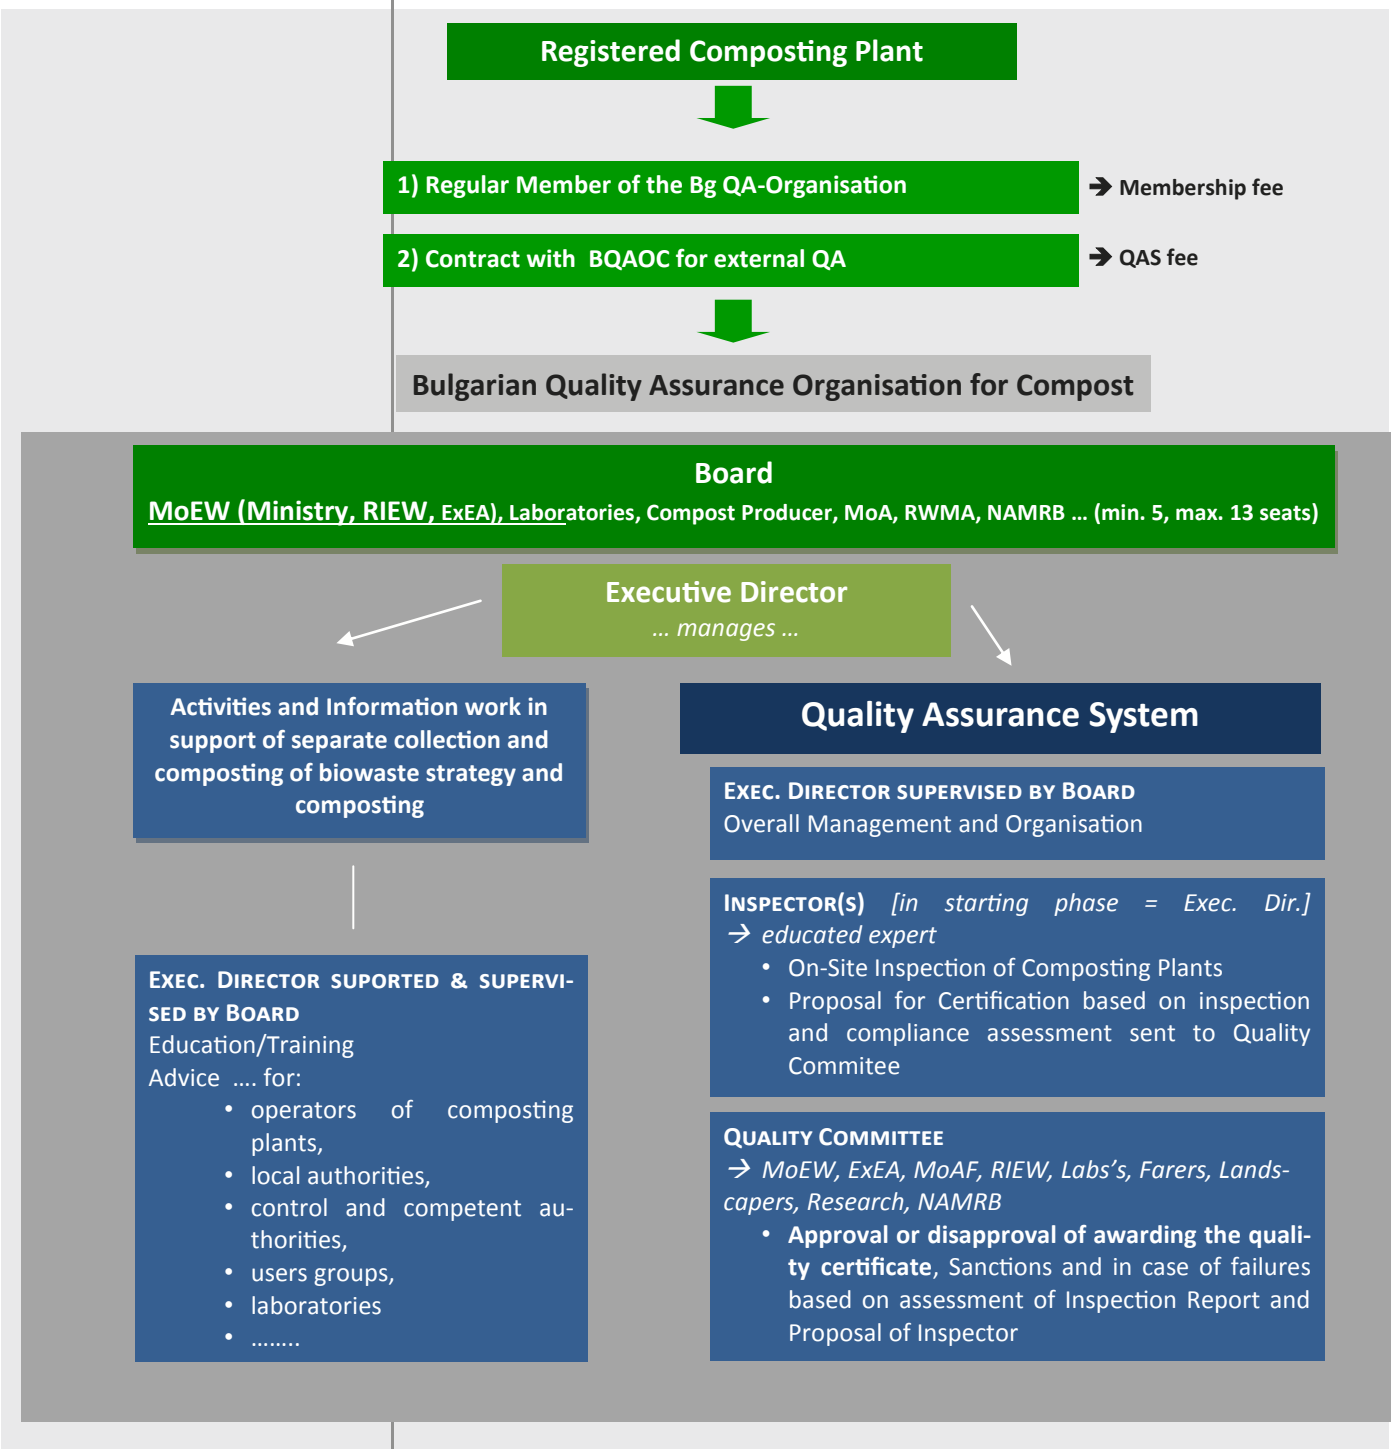 Registered Composting Plant
1) Regular Member of the Bg QA-Organisation
➔ Membership fee
2) Contract with  BQAOC for external QA
➔ QAS fee
Bulgarian Quality Assurance Organisation for Compost
Board
MoEW (Ministry, RIEW, ExEA), Laboratories, Compost Producer, MoA, RWMA, NAMRB ... (min. 5, max. 13 seats)
Executive Director
... manages ...
Activities and Information work in
support of separate collection and
composting of biowaste strategy and
composting
EXEC. DIRECTOR SUPORTED & SUPERVI-
SED BY BOARD
Education/Training
Advice  .... for:
• operators of composting
plants,
• local authorities,
• control and competent au-
thorities,
• users groups,
• laboratories
• ........
Quality Assurance System
EXEC. DIRECTOR SUPERVISED BY BOARD
Overall Management and Organisation
INSPECTOR(S) [in starting phase = Exec. Dir.]
→ educated expert
• On-Site Inspection of Composting Plants
• Proposal for Certification based on inspection
and compliance assessment sent to Quality
Commitee
QUALITY COMMITTEE
→ MoEW, ExEA, MoAF, RIEW, Labs's, Farers, Lands-
capers, Research, NAMRB
• Approval or disapproval of awarding the quali-
ty certificate, Sanctions and in case of failures
based on assessment of Inspection Report and
Proposal of Inspector